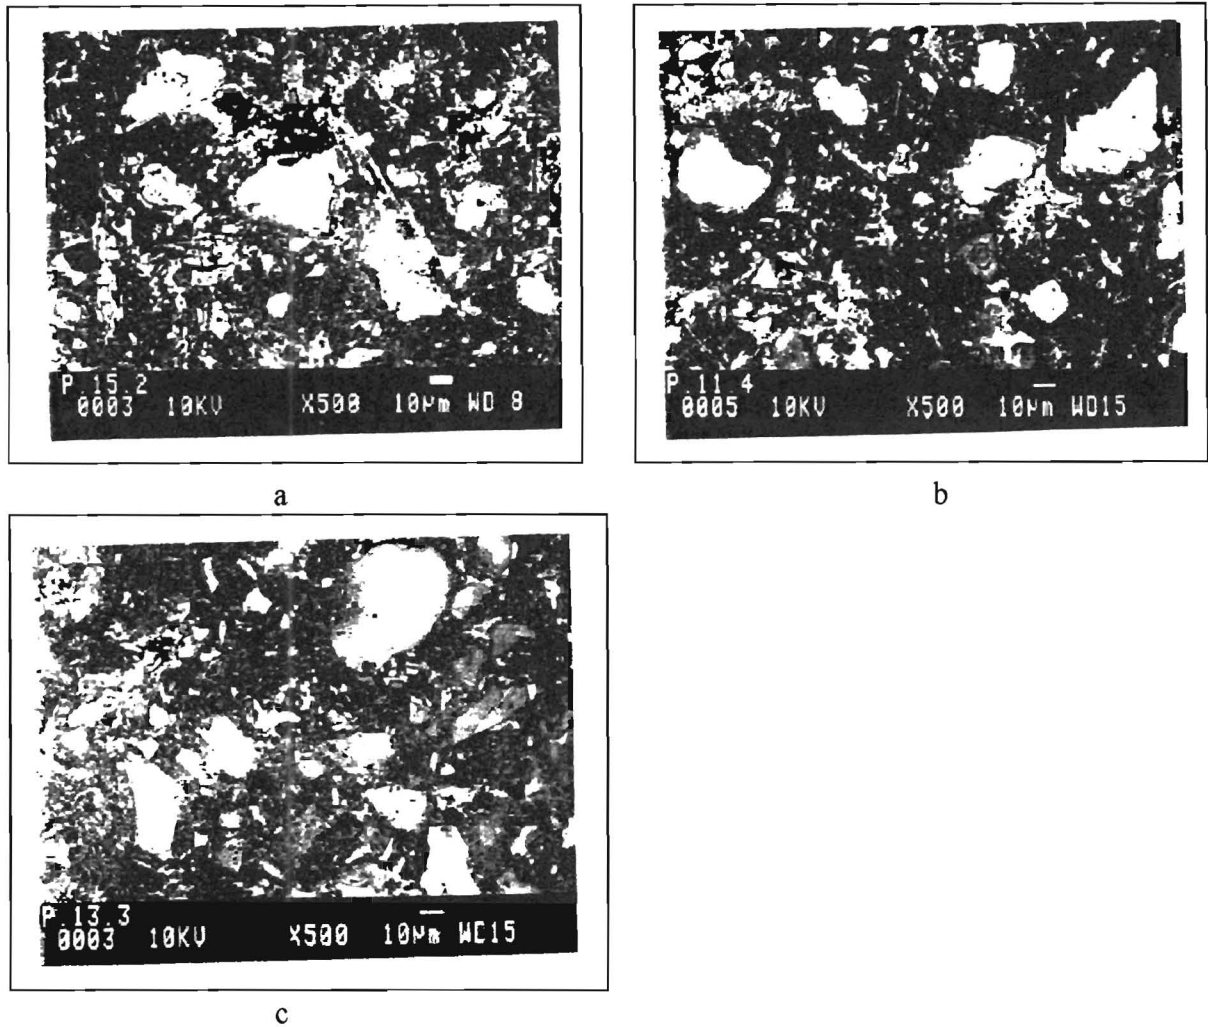 P.15.2
0003 10KV X500 10µm WD 8
a
P.11.4
0005 10KV X500 10µm WD15
b
P.13.3
0003 10KV X500 10µm WD15
c